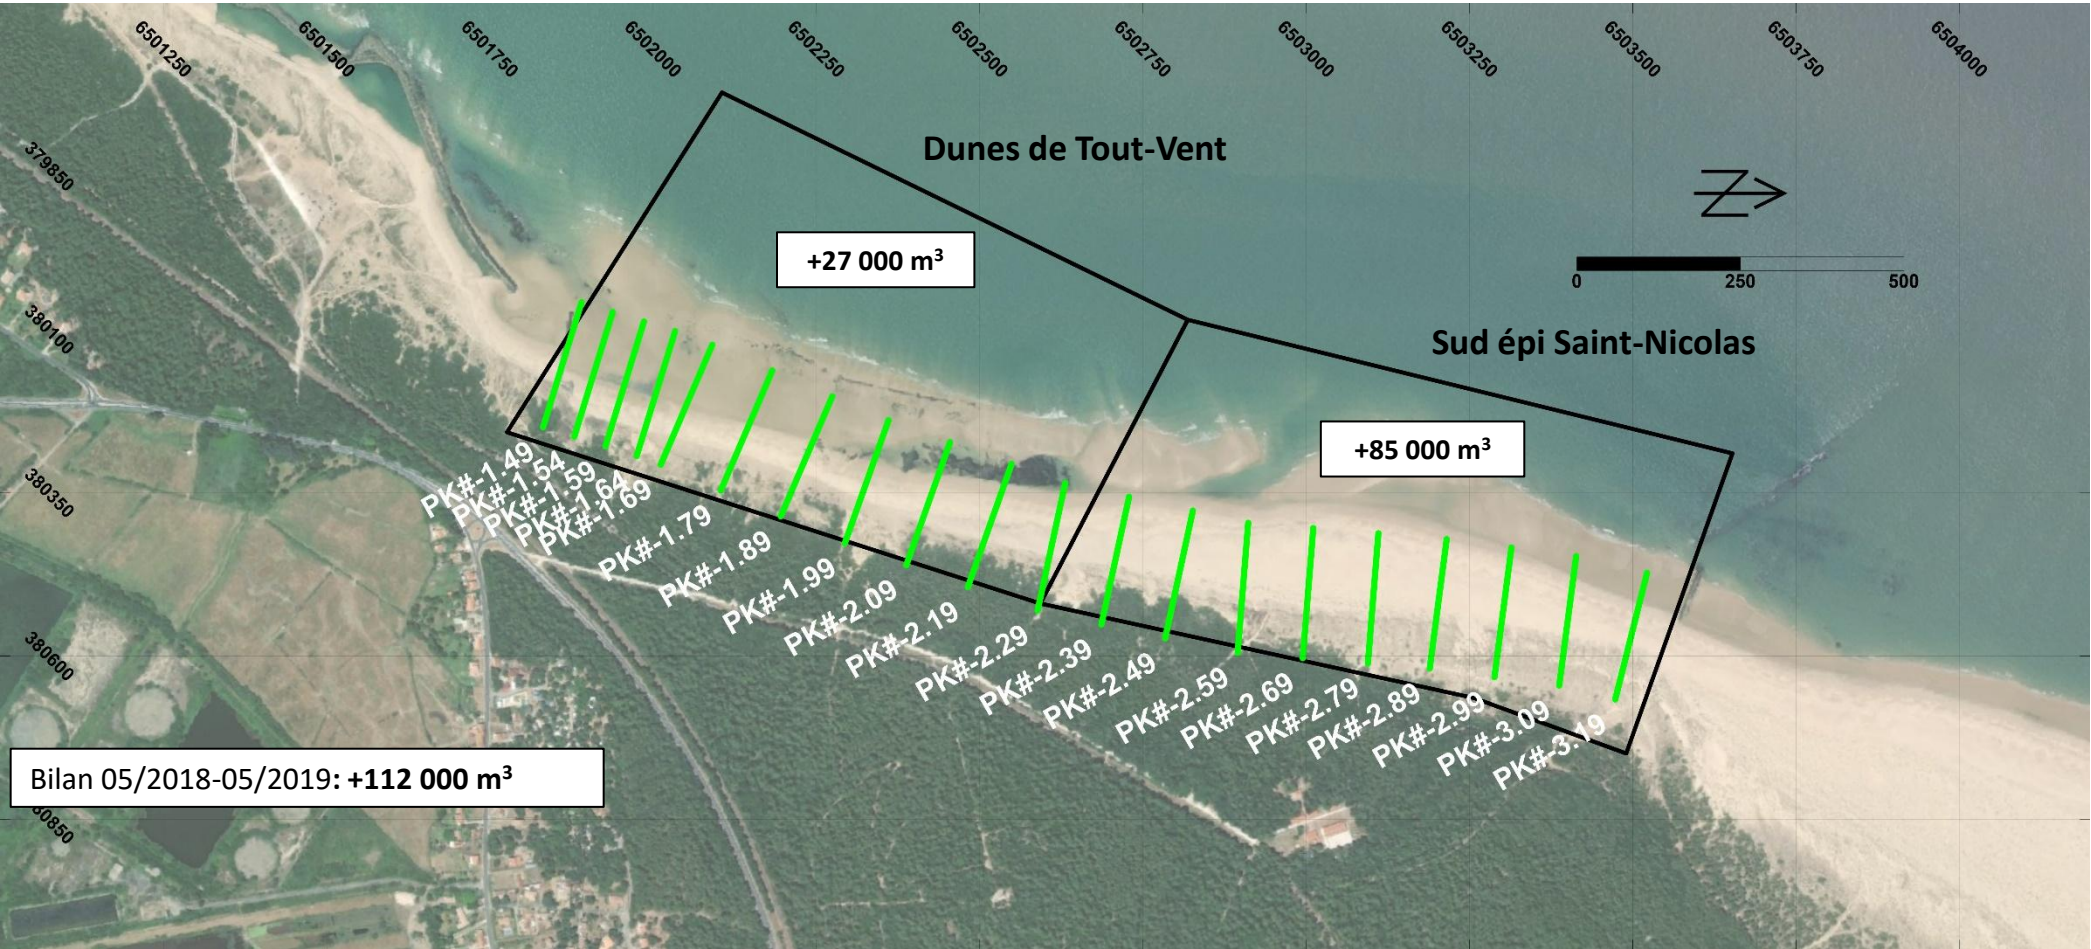 6501250
6501500
6501750
6502000
6502250
6502500
6502750
6503000
6503250
6503500
6503750
6504000
379850
380100
380350
380600
80850
Dunes de Tout-Vent
+27 000 m³
Z
0 250 500
Sud épi Saint-Nicolas
+85 000 m³
PK#-1.49
PK#-1.54
PK#-1.59
PK#-1.64
PK#-1.69
PK#-1.79
PK#-1.89
PK#-1.99
PK#-2.09
PK#-2.19
PK#-2.29
PK#-2.39
PK#-2.49
PK#-2.59
PK#-2.69
PK#-2.79
PK#-2.89
PK#-2.99
PK#-3.09
PK#-3.19
Bilan 05/2018-05/2019: +112 000 m³